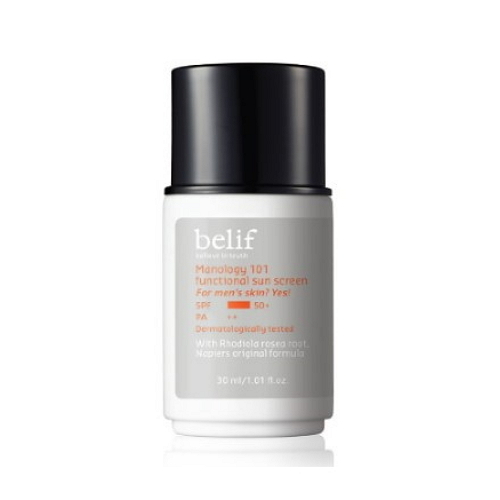 belif
believe in truth
Manology 101
functional sun screen
For men's skin? Yes!
SPF 50+
PA ++
Dermatologically tested
With Rhodiola rosea root,
Napiers original formula
30 ml/1.01 fl.oz